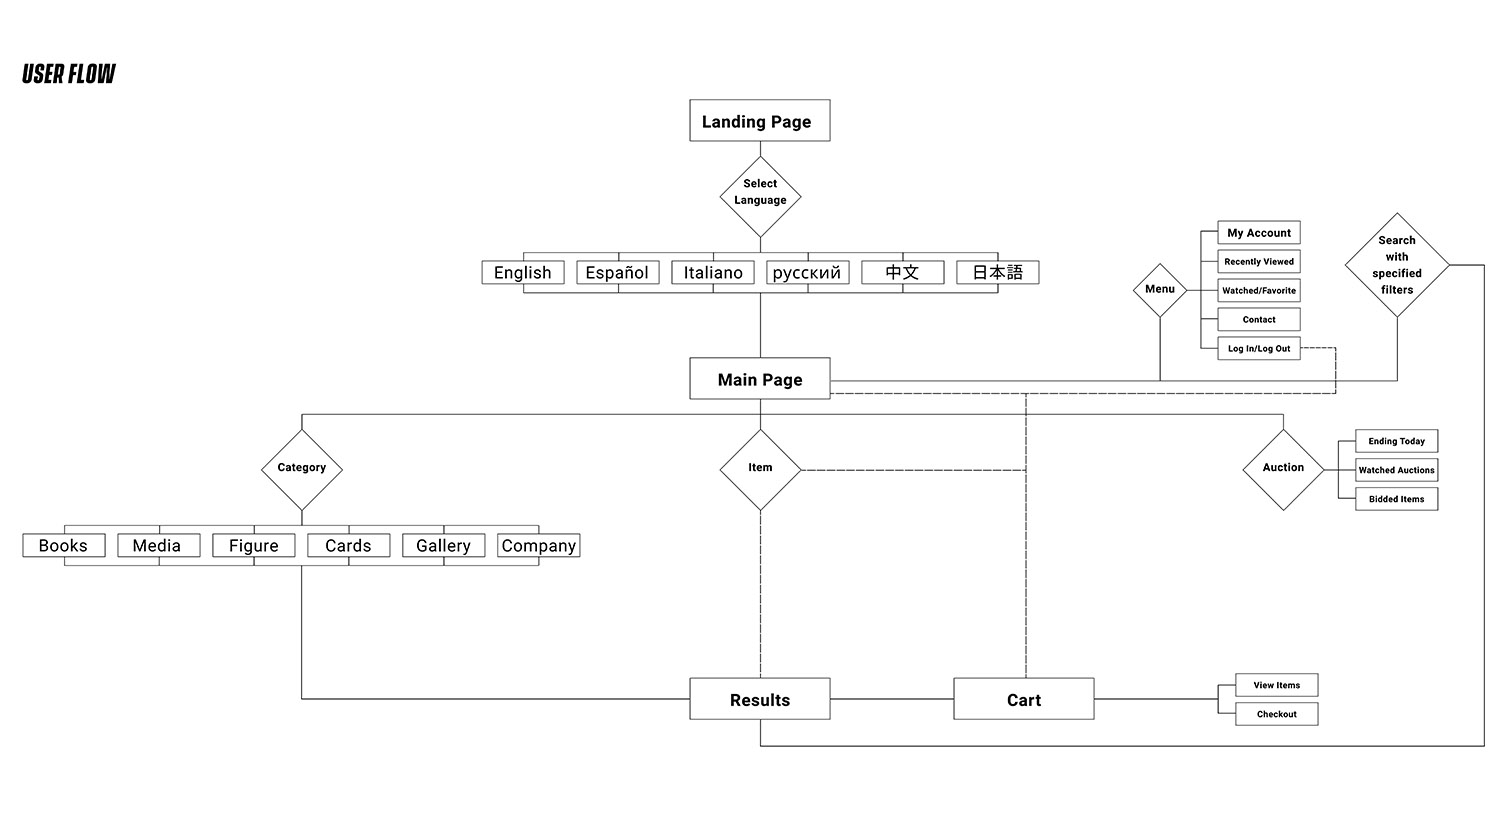 USER FLOW
Landing Page
Select
Language
English
Español
Italiano
русский
中文
日本語
My Account
Recently Viewed
Watched/Favorite
Contact
Log In/Log Out
Menu
Search
with
specified
filters
Main Page
Category
Item
Auction
Ending Today
Watched Auctions
Bidded Items
Books
Media
Figure
Cards
Gallery
Company
Results
Cart
View Items
Checkout